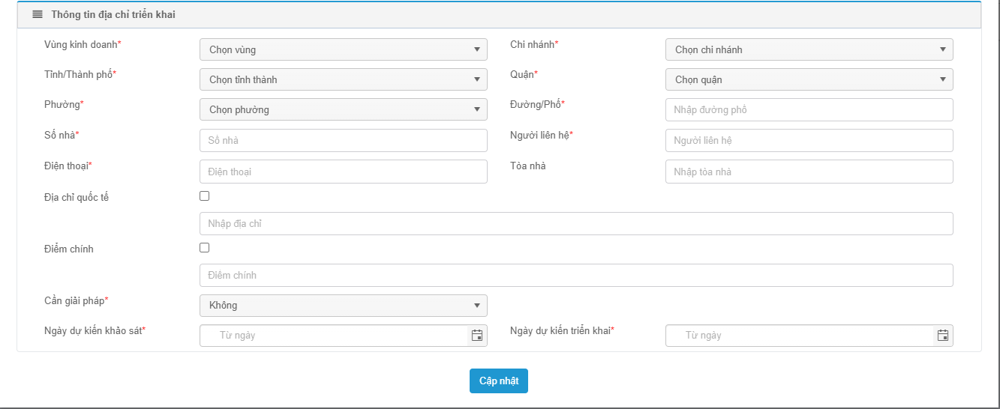 Thông tin địa chỉ triển khai
Vùng kinh doanh* Chọn vùng Chi nhánh* Chọn chi nhánh
Tỉnh/Thành phố* Chọn tỉnh thành Quận* Chọn quận
Phường* Chọn phường Đường/Phố* Nhập đường phố
Số nhà* Số nhà Người liên hệ* Người liên hệ
Điện thoại* Điện thoại Tòa nhà Nhập tòa nhà
Địa chỉ quốc tế
Nhập địa chỉ
Điểm chính
Điêm chính
Cần giải pháp* Không
Ngày dự kiến khảo sát* Từ ngày Ngày dự kiến triển khai* Từ ngày
Cập nhật